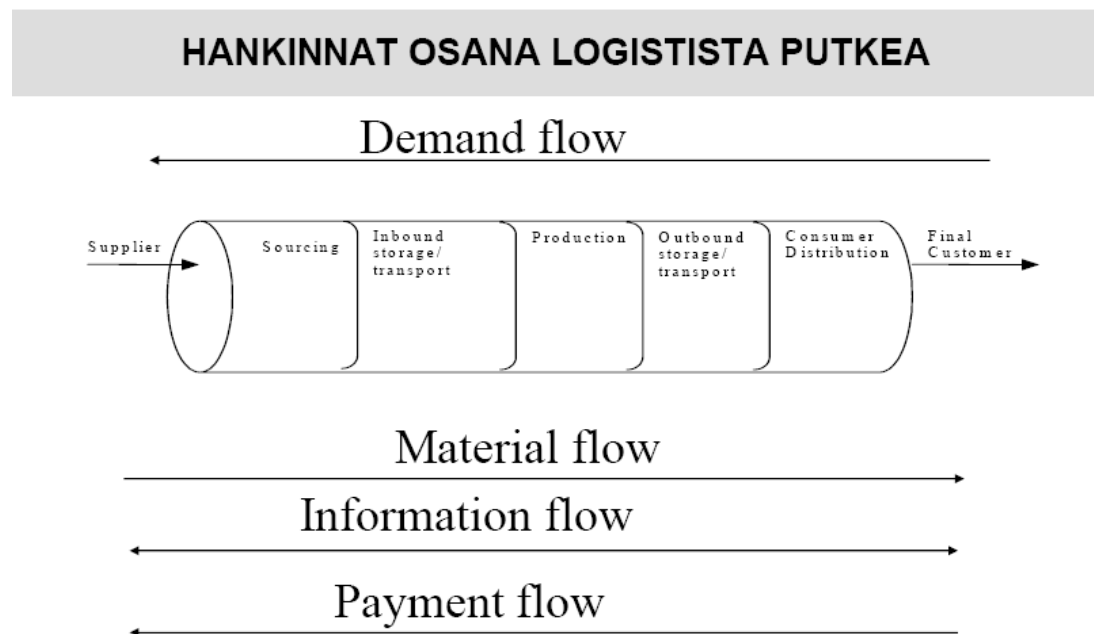 HANKINNAT OSANA LOGISTISTA PUTKEA
Demand flow
Supplier
Sourcing
Inbound
storage/
transport
Production
Outbound
storage/
transport
Consumer
Distribution
Final
Customer
Material flow
Information flow
Payment flow